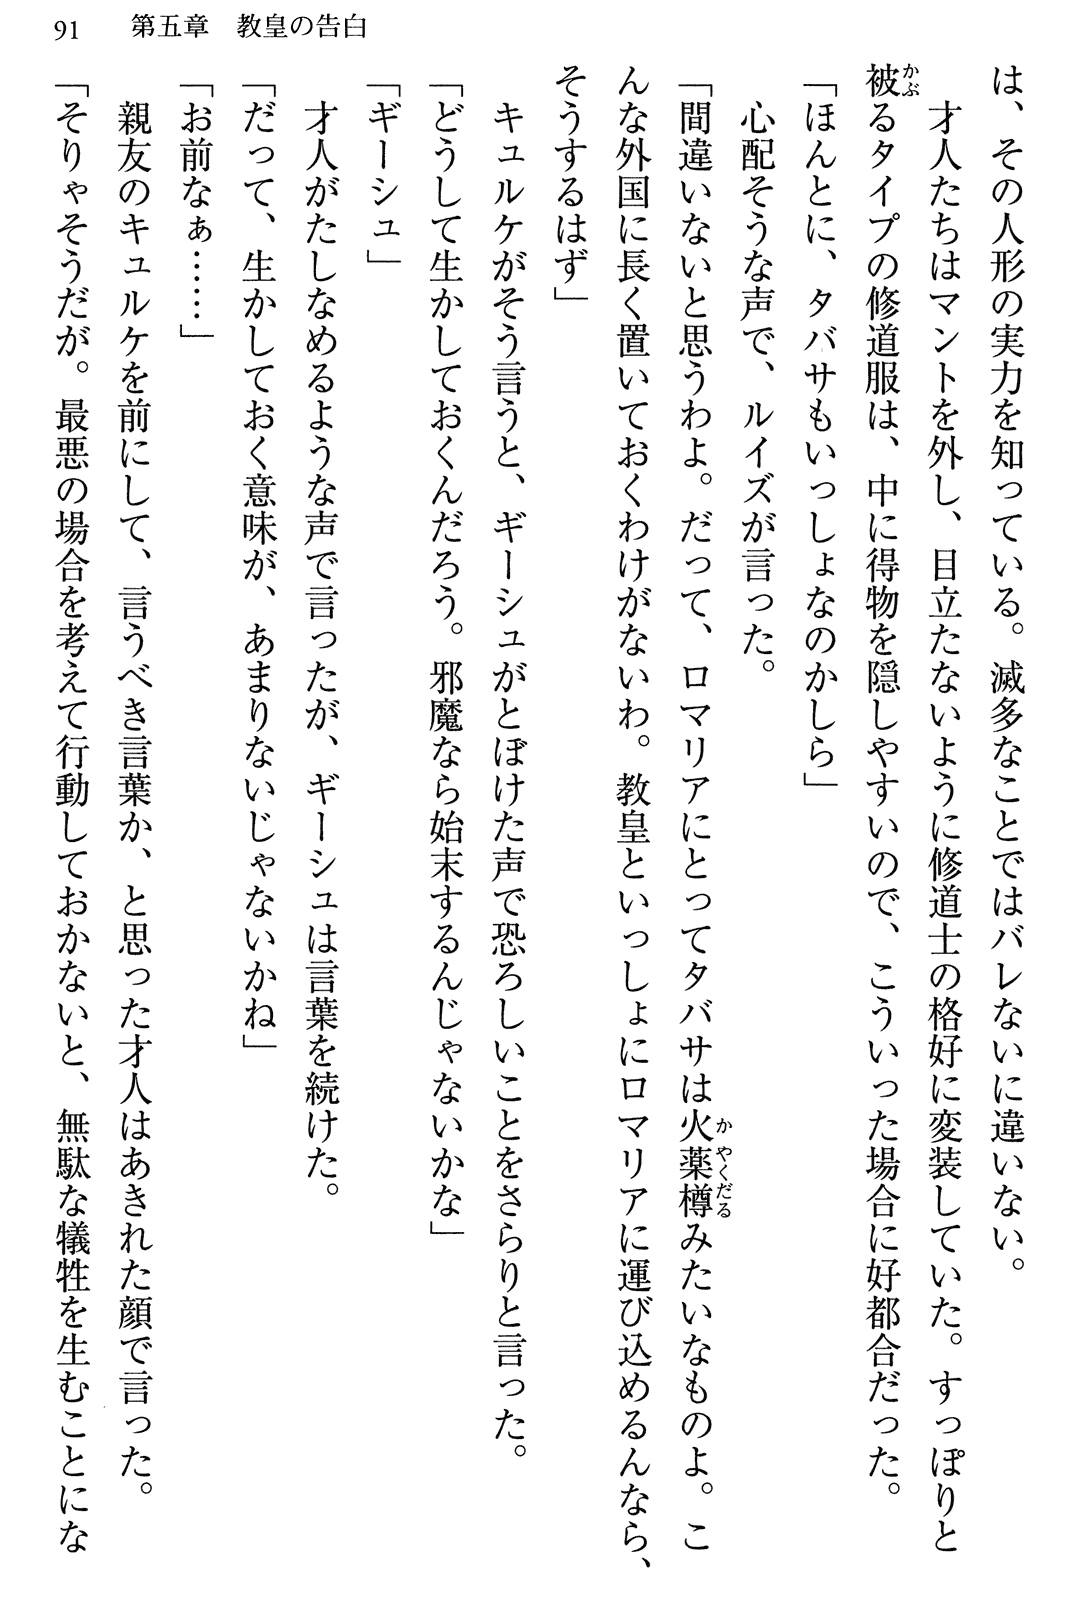 91 第五章 教皇の告白
は、その人形の実力を知っている。滅多なことではバレないに違いない。
才人たちはマントを外し、目立たないように修道士の格好に変装していた。すっぽりと
被るタイプの修道服は、中に得物を隠しやすいので、こういった場合に好都合だった。
かぶ
「ほんとに、タバサもいっしょなのかしら」
心配そうな声で、ルイズが言った。
「間違いないと思うわよ。だって、ロマリアにとってタバサは火薬樽みたいなものよ。こ
かやくだる
んな外国に長く置いておくわけがないわ。教皇といっしょにロマリアに運び込めるんなら、
そうするはず」
キュルケがそう言うと、ギーシュがとぼけた声で恐ろしいことをさらりと言った。
「どうして生かしておくんだろう。邪魔なら始末するんじゃないかな」
「ギーシュ」
才人がたしなめるような声で言ったが、ギーシュは言葉を続けた。
「だって、生かしておく意味が、あまりないじゃないかね」
「お前なぁ……」
親友のキュルケを前にして、言うべき言葉か、と思った才人はあきれた顔で言った。
「そりゃそうだが。最悪の場合を考えて行動しておかないと、無駄な犠牲を生むことにな